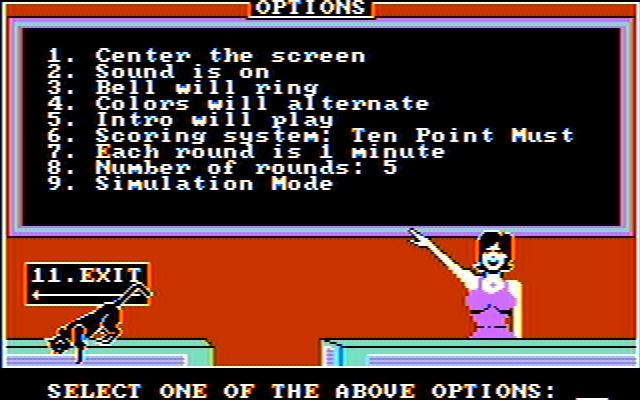 OPTIONS
1. Center the screen
2. Sound is on
3. Bell will ring
4. Colors will alternate
5. Intro will play
6. Scoring system: Ten Point Must
7. Each round is 1 minute
8. Number of rounds: 5
9. Simulation Mode
11.EXIT
SELECT ONE OF THE ABOVE OPTIONS: __